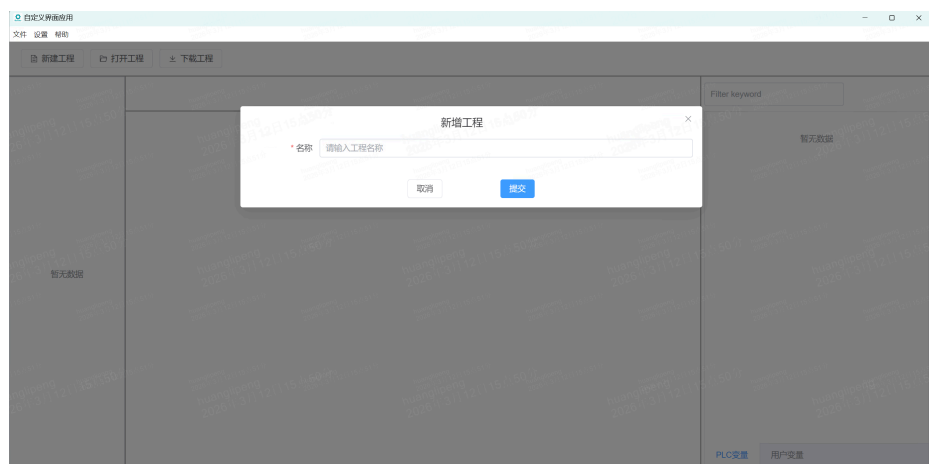 自定义界面应用
文件 设置 帮助
新建工程 打开工程 下载工程
Filter keyword
新增工程
* 名称 请输入工程名称
取消 提交
暂无数据
暂无数据
PLC变量 用户变量